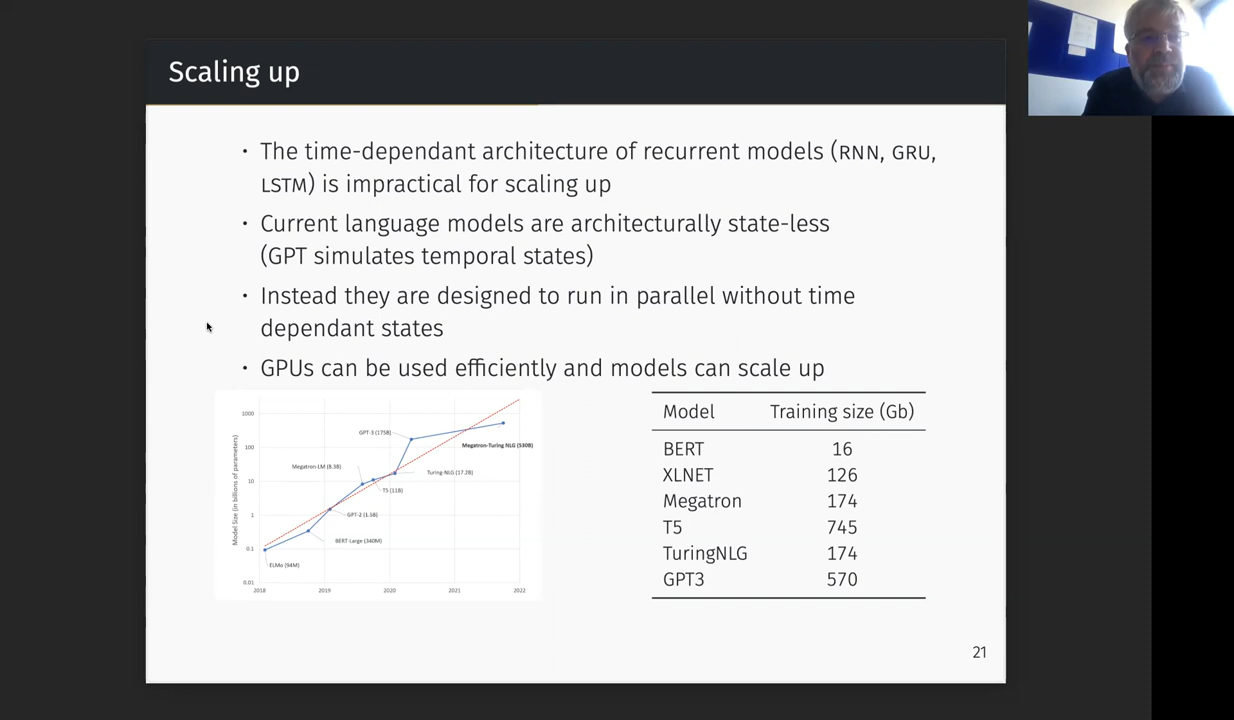 Scaling up
· The time-dependant architecture of recurrent models (RNN, GRU,
LSTM) is impractical for scaling up
· Current language models are architecturally state-less
(GPT simulates temporal states)
· Instead they are designed to run in parallel without time
dependant states
· GPUs can be used efficiently and models can scale up
Model Size (in billions of parameters)
1000
100
10
1
0.1
0.01
2018 2019 2020 2021 2022
ELMo (94M)
BERT-Large (340M)
GPT-2 (1.5B)
Megatron-LM (8.3B)
T5 (11B)
Turing-NLG (17.2B)
GPT-3 (175B)
Megatron-Turing NLG (530B)
Model Training size (Gb)
BERT 16
XLNET 126
Megatron 174
T5 745
TuringNLG 174
GPT3 570
21